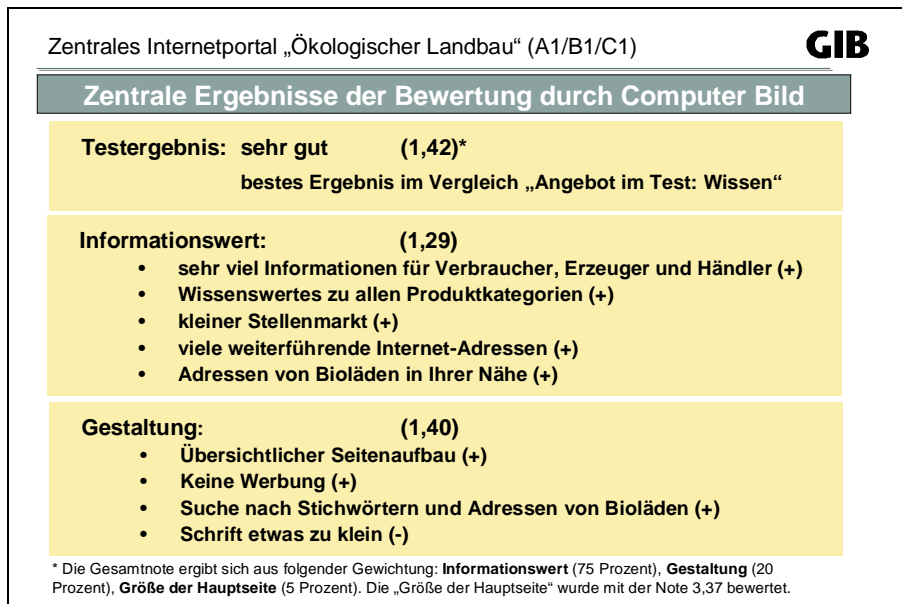 Zentrales Internetportal „Ökologischer Landbau“ (A1/B1/C1)
GIB
Zentrale Ergebnisse der Bewertung durch Computer Bild
Testergebnis: sehr gut (1,42)*
bestes Ergebnis im Vergleich „Angebot im Test: Wissen“
Informationswert: (1,29)
• sehr viel Informationen für Verbraucher, Erzeuger und Händler (+)
• Wissenswertes zu allen Produktkategorien (+)
• kleiner Stellenmarkt (+)
• viele weiterführende Internet-Adressen (+)
• Adressen von Bioläden in Ihrer Nähe (+)
Gestaltung: (1,40)
• Übersichtlicher Seitenaufbau (+)
• Keine Werbung (+)
• Suche nach Stichwörtern und Adressen von Bioläden (+)
• Schrift etwas zu klein (-)
* Die Gesamtnote ergibt sich aus folgender Gewichtung: Informationswert (75 Prozent), Gestaltung (20
Prozent), Größe der Hauptseite (5 Prozent). Die „Größe der Hauptseite“ wurde mit der Note 3,37 bewertet.